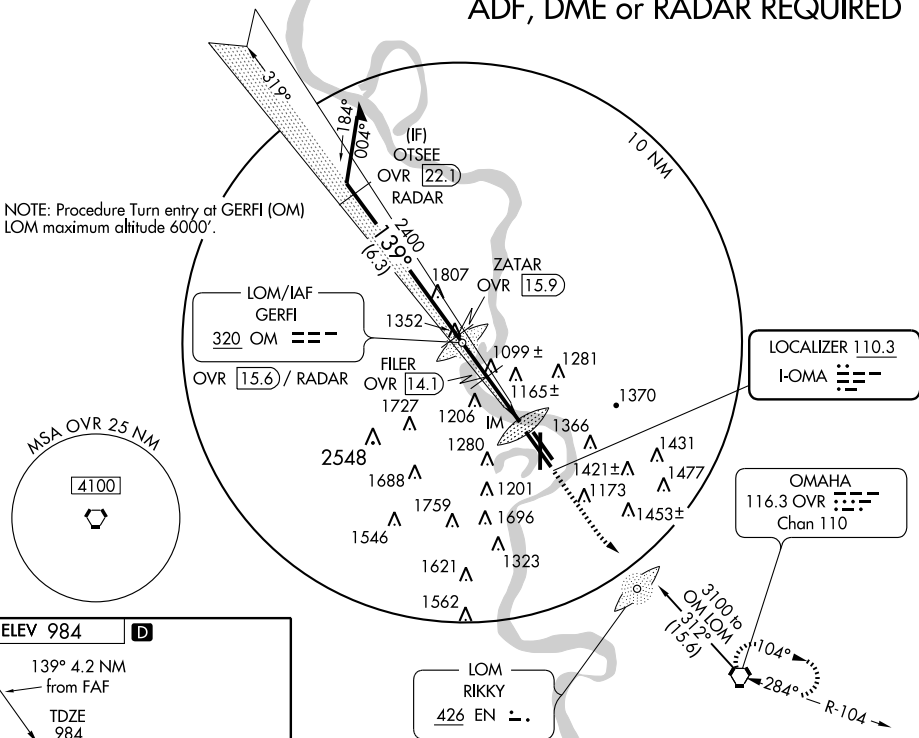 ADF, DME or RADAR REQUIRED
319°
184°
004°
(IF)
OTSEE
OVR 22.1
RADAR
10 NM
NOTE: Procedure Turn entry at GERFI (OM)
LOM maximum altitude 6000'.
2400
139°
(6.3)
1807
ZATAR
OVR 15.9
LOM/IAF
GERFI
320 OM
1352
OVR 15.6 / RADAR
FILER
OVR 14.1
1099 ±
1165±
1281
LOCALIZER 110.3
I-OMA
1370
1727
1206
IM
1366
MSA OVR 25 NM
4100
2548
1280
1431
1421±
1477
1688
1201
1173
1453±
OMAHA
116.3 OVR
Chan 110
1759
1696
1546
1323
1621
1562
3100 to
OM LOM
312°
(15.6)
104°
284°
R-104
ELEV 984 D
139° 4.2 NM
from FAF
TDZE
984
LOM
RIKKY
426 EN